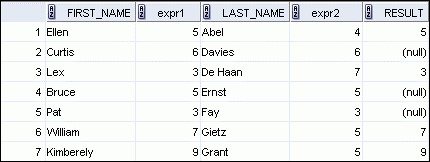 FIRST_NAME expr1 LAST_NAME expr2 RESULT
1 Ellen 5 Abel 4 5
2 Curtis 6 Davies 6 (null)
3 Lex 3 De Haan 7 3
4 Bruce 5 Ernst 5 (null)
5 Pat 3 Fay 3 (null)
6 William 7 Gietz 5 7
7 Kimberely 9 Grant 5 9